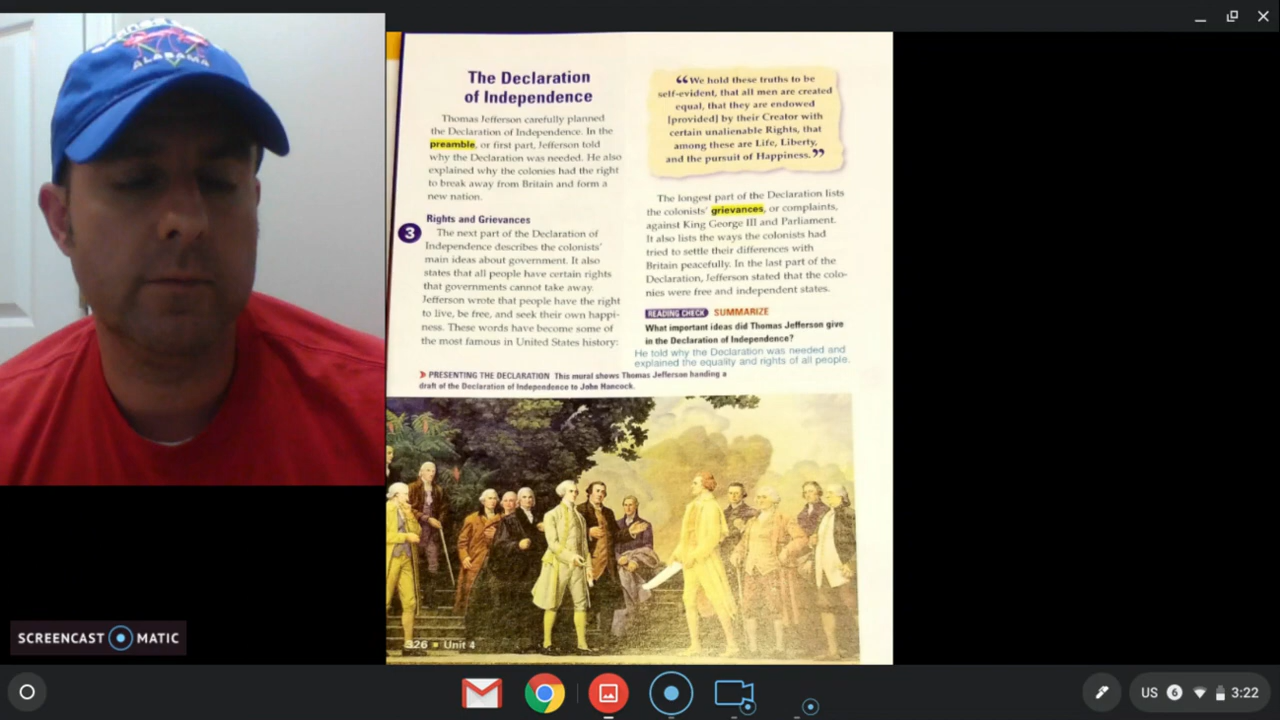 ALABAMA
The Declaration
of Independence
Thomas Jefferson carefully planned
the Declaration of Independence. In the
preamble, or first part, Jefferson told
why the Declaration was needed. He also
explained why the colonies had the right
to break away from Britain and form a
new nation.
Rights and Grievances
3
The next part of the Declaration of
Independence describes the colonists'
main ideas about government. It also
states that all people have certain rights
that governments cannot take away.
Jefferson wrote that people have the right
to live, be free, and seek their own happi-
ness. These words have become some of
the most famous in United States history:
“We hold these truths to be
self-evident, that all men are created
equal, that they are endowed
[provided] by their Creator with
certain unalienable Rights, that
among these are Life, Liberty,
and the pursuit of Happiness.”
The longest part of the Declaration lists
the colonists' grievances, or complaints,
against King George III and Parliament.
It also lists the ways the colonists had
tried to settle their differences with
Britain peacefully. In the last part of the
Declaration, Jefferson stated that the colo-
nies were free and independent states.
READING CHECK SUMMARIZE
What important ideas did Thomas Jefferson give
in the Declaration of Independence?
He told why the Declaration was needed and
explained the equality and rights of all people.
PRESENTING THE DECLARATION This mural shows Thomas Jefferson handing a
draft of the Declaration of Independence to John Hancock.
326 Unit 4
SCREENCAST MATIC
US 6 3:22